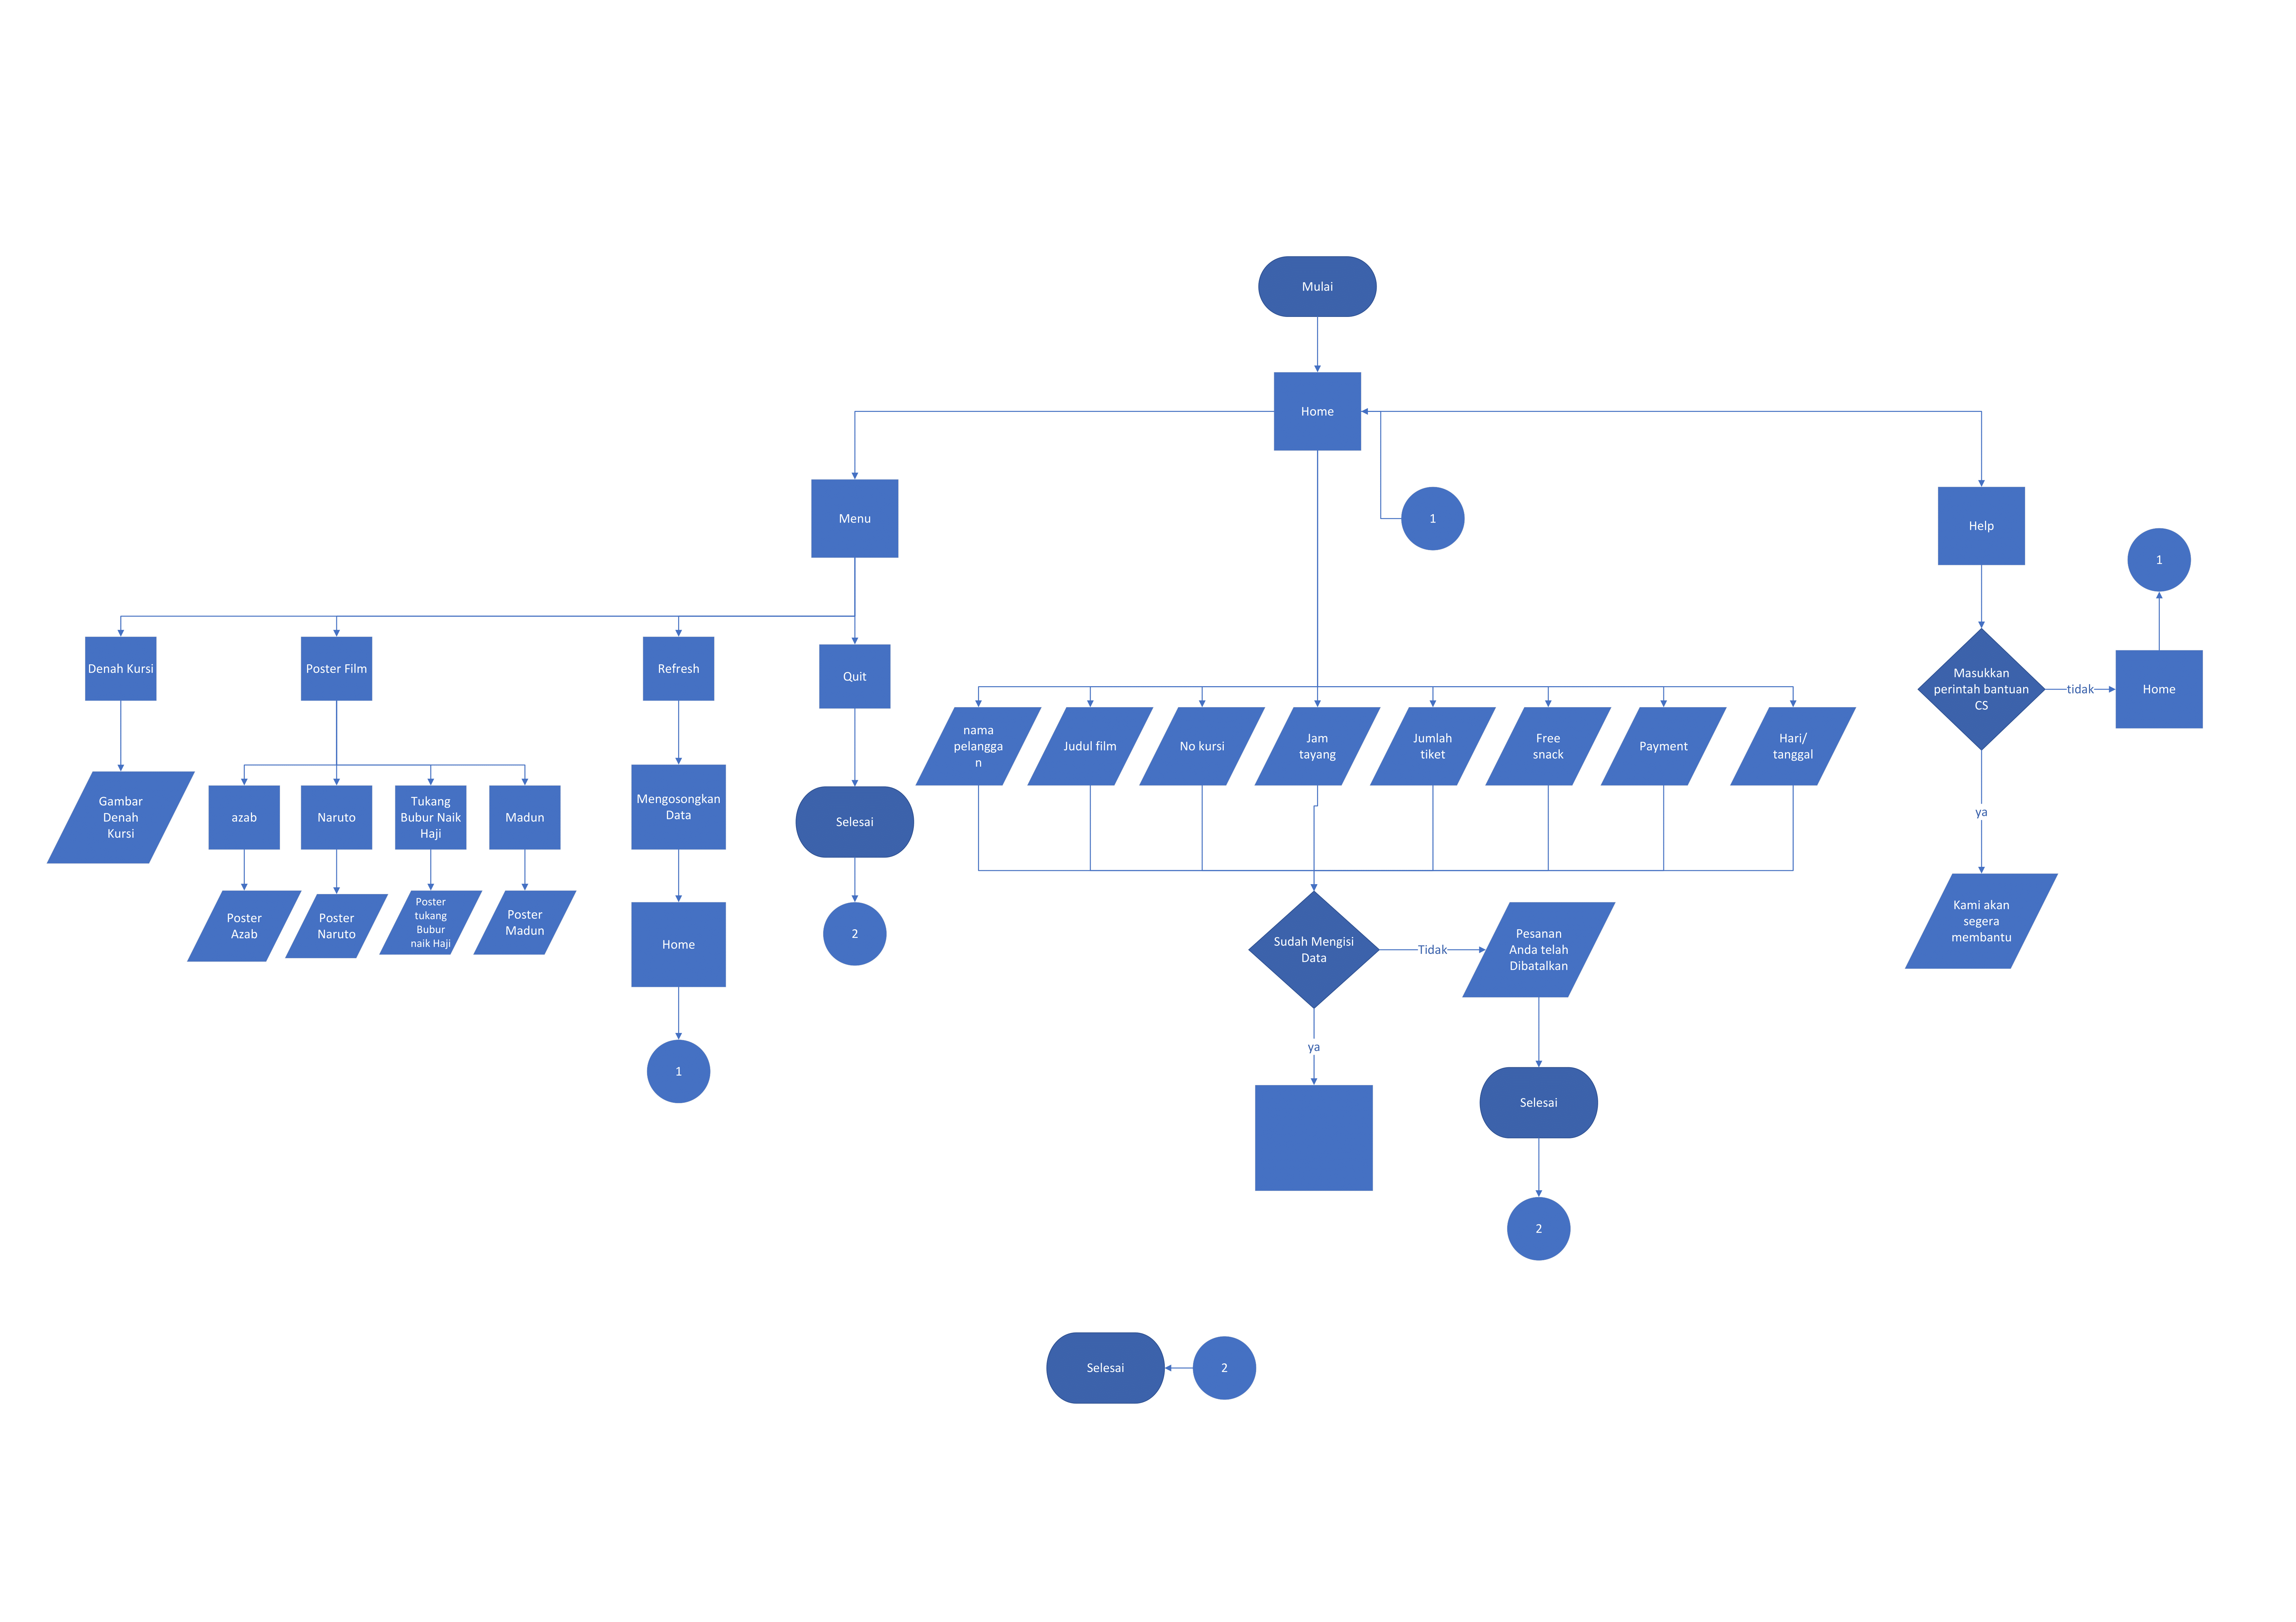 Mulai
Home
Menu
1
Help
1
Denah Kursi
Poster Film
Refresh
Quit
Masukkan
perintah bantuan
CS
tidak
Home
nama
pelangga
n
Judul film
No kursi
Jam
tayang
Jumlah
tiket
Free
snack
Payment
Hari/
tanggal
Gambar
Denah
Kursi
azab
Naruto
Tukang
Bubur Naik
Haji
Madun
Mengosongkan
Data
Selesai
ya
Poster
Azab
Poster
Naruto
Poster
tukang
Bubur
naik Haji
Poster
Madun
Home
2
Sudah Mengisi
Data
Tidak
Pesanan
Anda telah
Dibatalkan
Kami akan
segera
membantu
1
ya
Selesai
2
Selesai
2